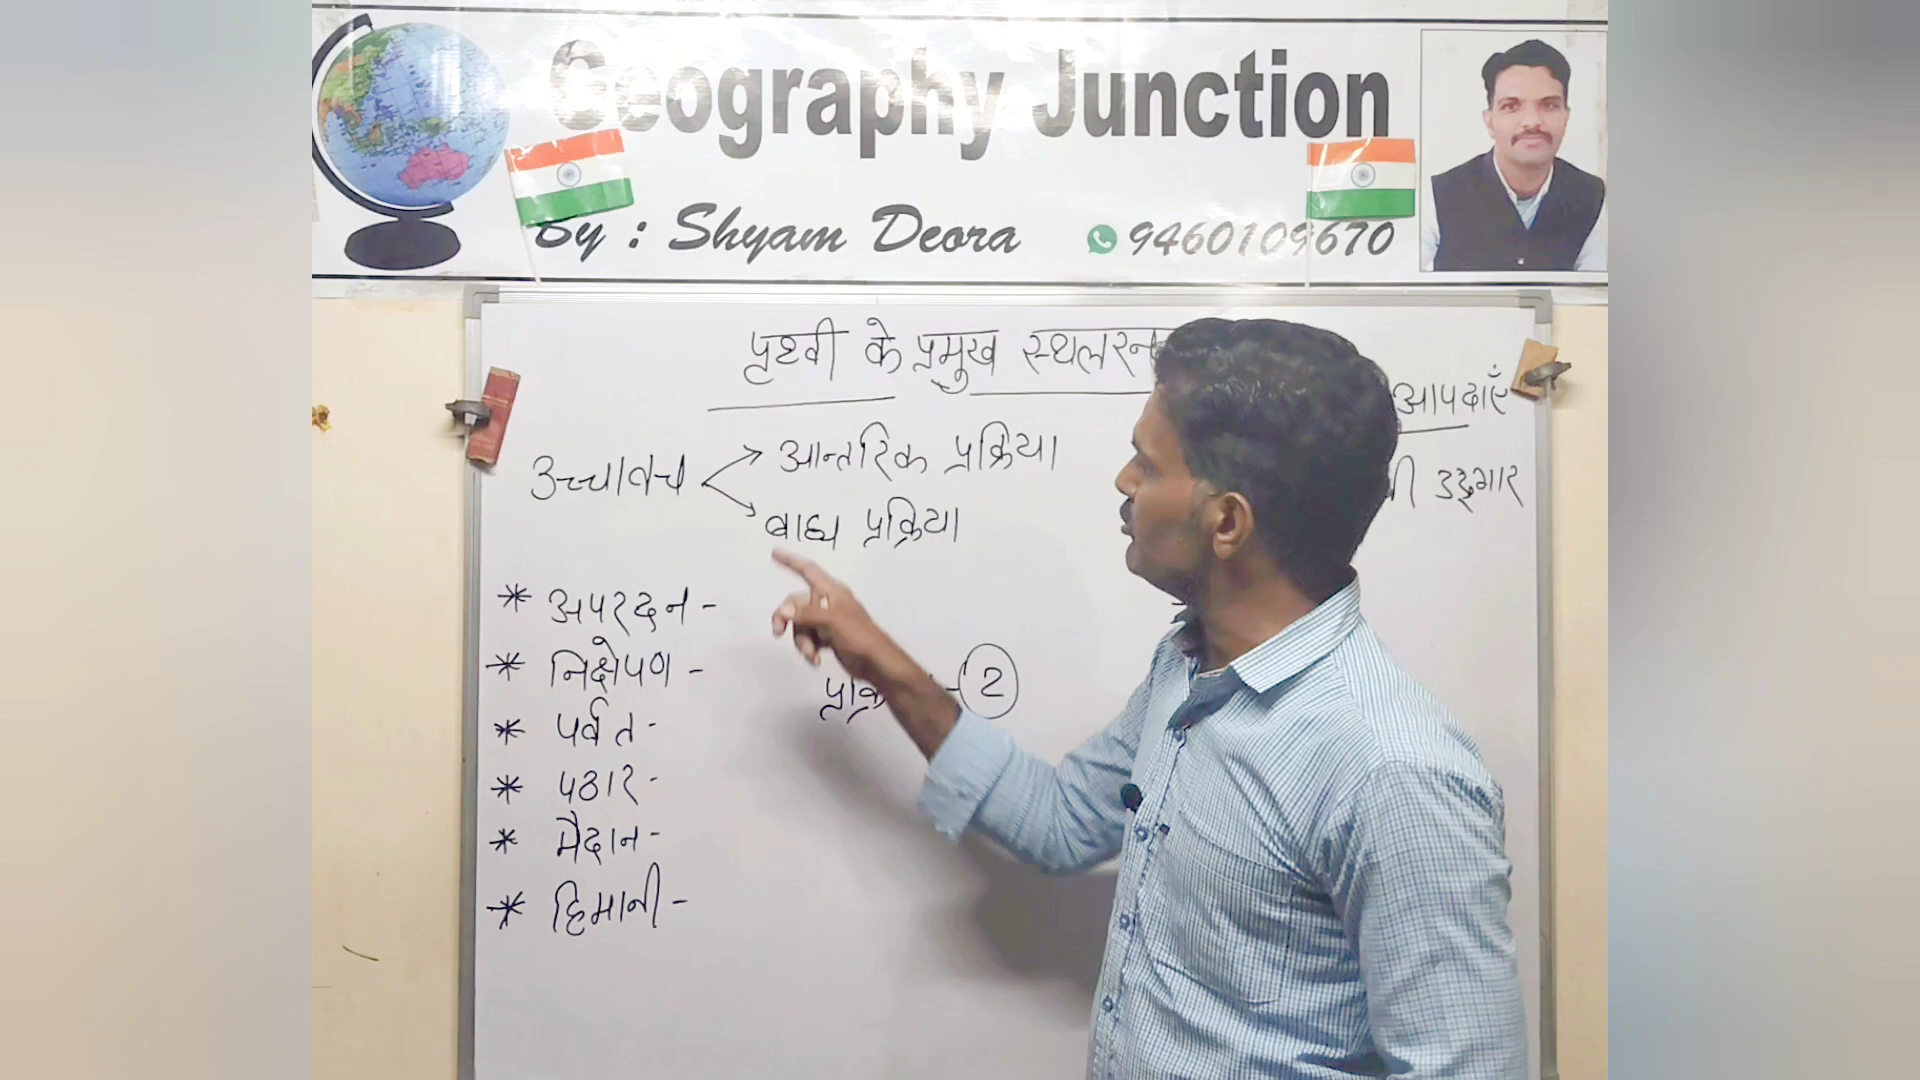 Geography Junction
By : Shyam Deora 9460109670
पृथ्वी के प्रमुख
आपदाएँ
उच्चावच
आन्तरिक प्रक्रिया
उद्गार
बाह्य प्रक्रिया
* अपरदन -
* निक्षेपण -
2
* पर्वत -
* पठार -
* मैदान -
* हिमानी -